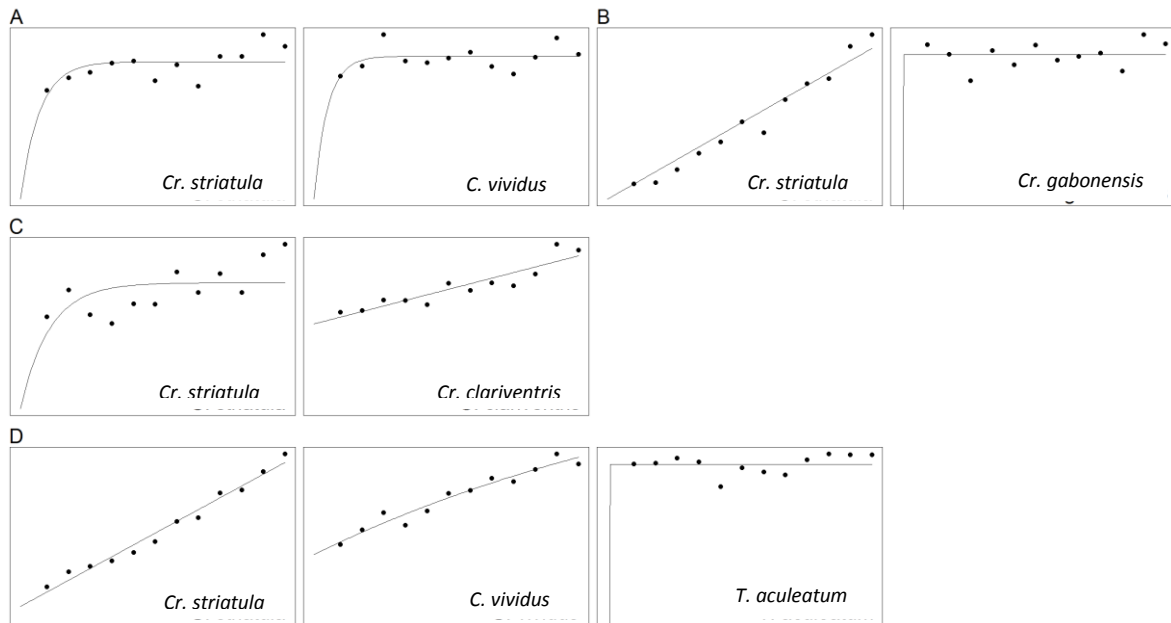 A
B
Cr. striatula
C. vividus
Cr. striatula
Cr. gabonensis
C
Cr. striatula
Cr. clariventris
D
Cr. striatula
C. vividus
T. aculeatum